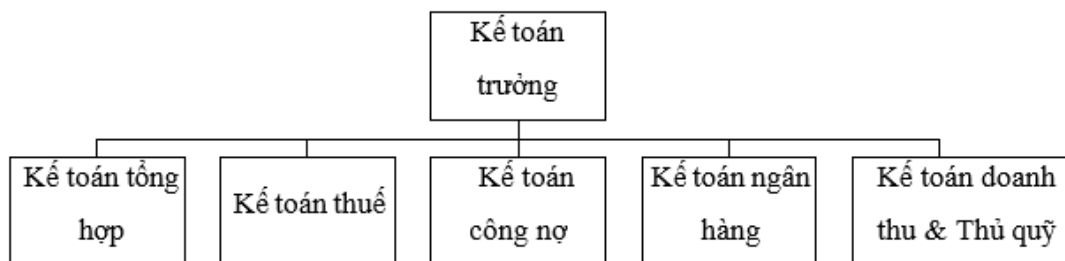 Kế toán
trưởng
Kế toán tổng
hợp
Kế toán thuế
Kế toán
công nợ
Kế toán ngân
hàng
Kế toán doanh
thu & Thủ quỹ